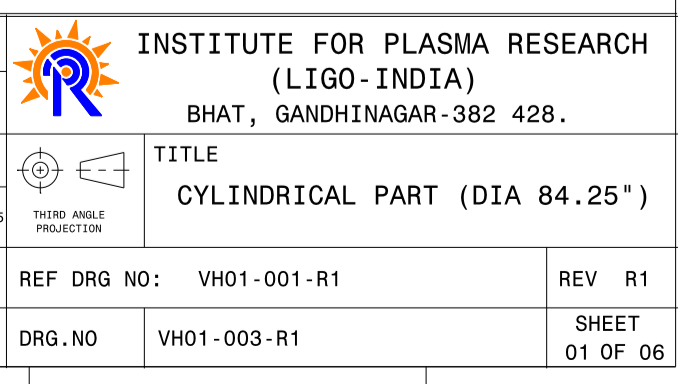 INSTITUTE FOR PLASMA RESEARCH
(LIGO-INDIA)
BHAT, GANDHINAGAR-382 428.
THIRD ANGLE
PROJECTION
TITLE
CYLINDRICAL PART (DIA 84.25")
REF DRG NO: VH01-001-R1
REV R1
DRG.NO
VH01-003-R1
SHEET
01 OF 06